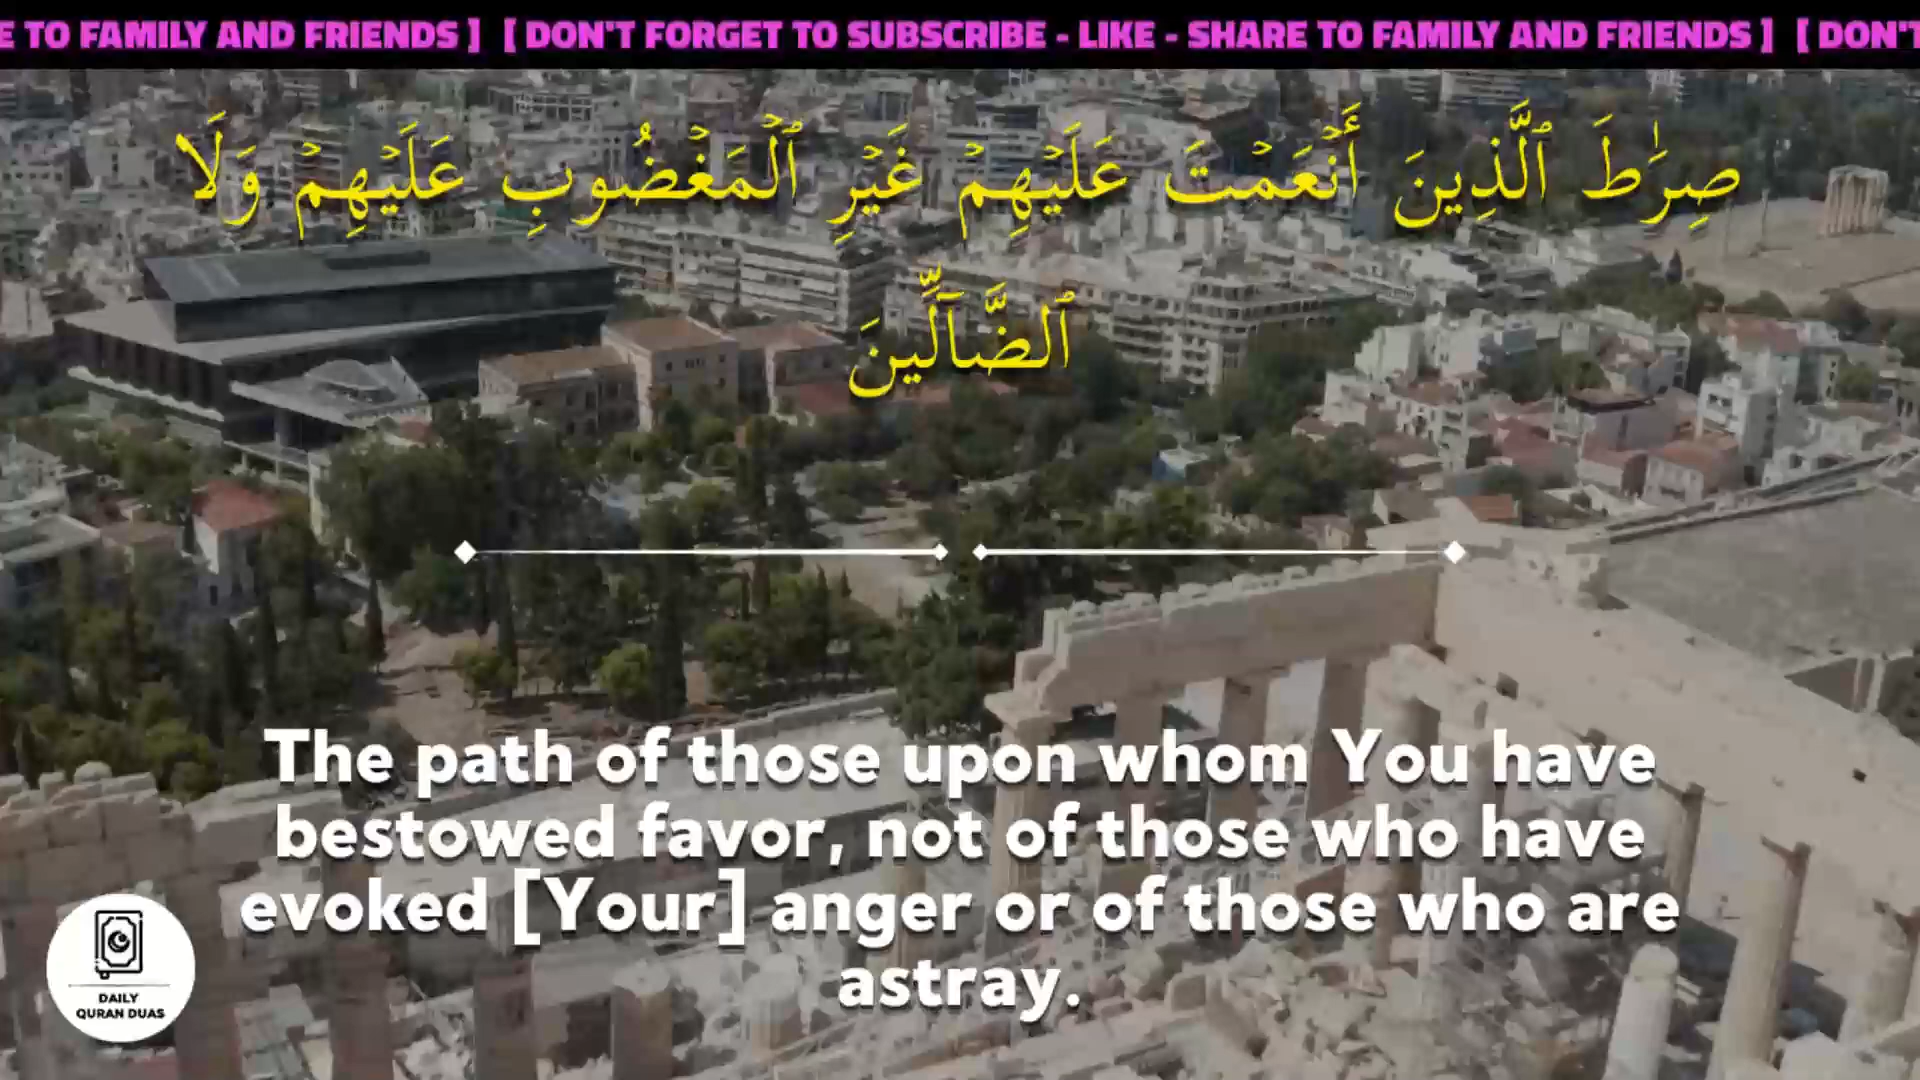 E TO FAMILY AND FRIENDS ] [ DON'T FORGET TO SUBSCRIBE - LIKE - SHARE TO FAMILY AND FRIENDS ] [ DON'T
صِرَٰطَ ٱلَّذِينَ أَنْعَمْتَ عَلَيْهِمْ غَيْرِ ٱلْمَغْضُوبِ عَلَيْهِمْ وَلَا
ٱلضَّآلِّينَ
The path of those upon whom You have
bestowed favor, not of those who have
evoked [Your] anger or of those who are
astray.
DAILY
QURAN DUAS